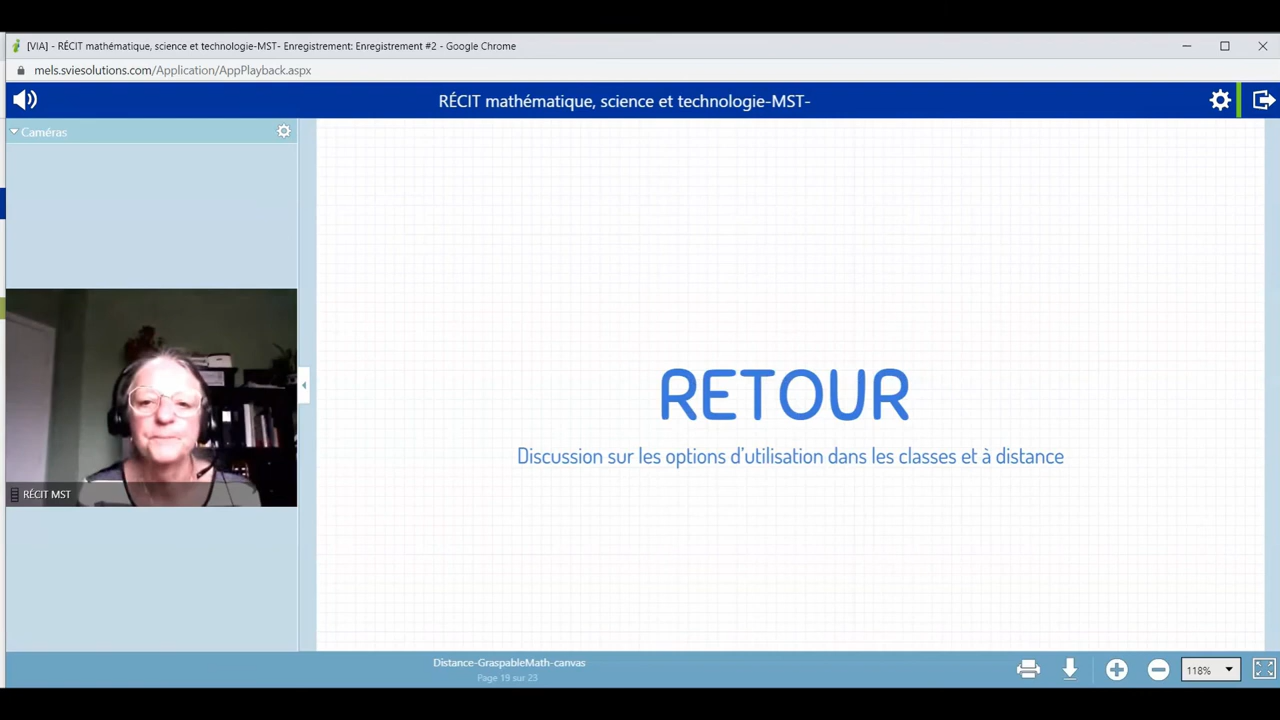 [VIA] - RÉCIT mathématique, science et technologie-MST- Enregistrement: Enregistrement #2 - Google Chrome
mels.sviesolutions.com/Application/AppPlayback.aspx
RÉCIT mathématique, science et technologie-MST-
Caméras
RETOUR
Discussion sur les options d'utilisation dans les classes et à distance
RÉCIT MST
Distance-GraspableMath-canvas
Page 19 sur 23
118%